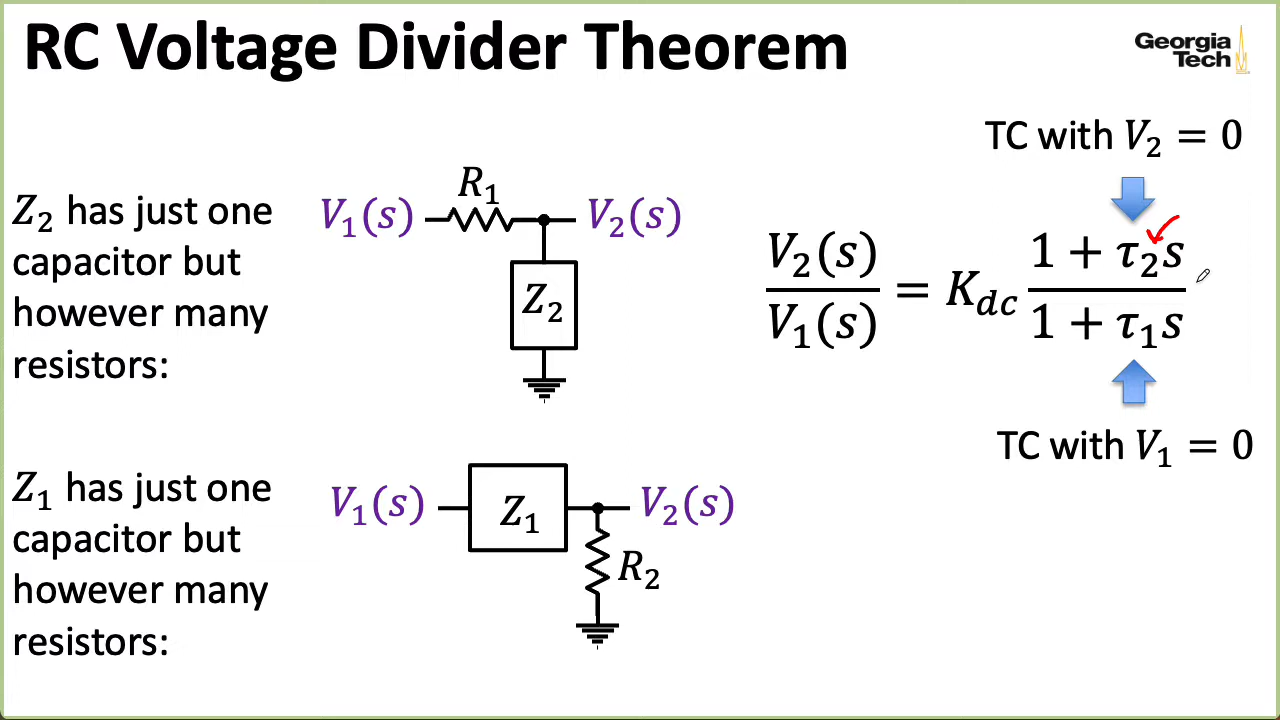 RC Voltage Divider Theorem
Georgia
Tech
TC with V₂ = 0
Z₂ has just one
capacitor but
however many
resistors:
R₁
V₁(s)
V₂(s)
Z₂
V₂(s)
V₁(s)
= K_dc
1 + τ₂s
1 + τ₁s
TC with V₁ = 0
Z₁ has just one
capacitor but
however many
resistors:
V₁(s)
Z₁
V₂(s)
R₂